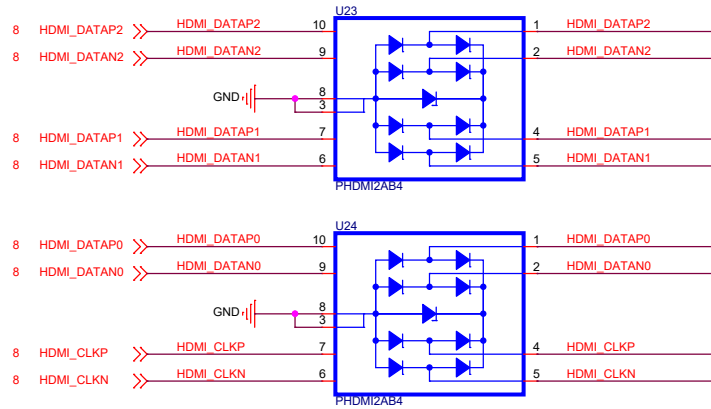 U23
8 HDMI_DATAP2 HDMI_DATAP2 10 1 HDMI_DATAP2
8 HDMI_DATAN2 HDMI_DATAN2 9 2 HDMI_DATAN2
GND 8
3
8 HDMI_DATAP1 HDMI_DATAP1 7 4 HDMI_DATAP1
8 HDMI_DATAN1 HDMI_DATAN1 6 5 HDMI_DATAN1
PHDMI2AB4
U24
8 HDMI_DATAP0 HDMI_DATAP0 10 1 HDMI_DATAP0
8 HDMI_DATAN0 HDMI_DATAN0 9 2 HDMI_DATAN0
GND 8
3
8 HDMI_CLKP HDMI_CLKP 7 4 HDMI_CLKP
8 HDMI_CLKN HDMI_CLKN 6 5 HDMI_CLKN
PHDMI2AB4